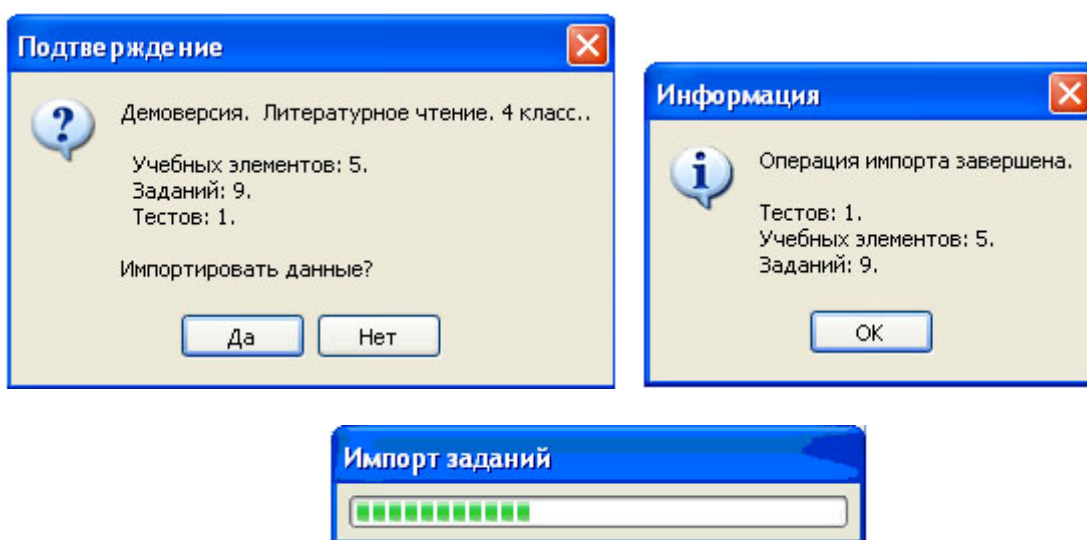 Подтверждение
Демоверсия. Литературное чтение. 4 класс..
Учебных элементов: 5.
Заданий: 9.
Тестов: 1.
Импортировать данные?
Да
Нет
Информация
Операция импорта завершена.
Тестов: 1.
Учебных элементов: 5.
Заданий: 9.
OK
Импорт заданий